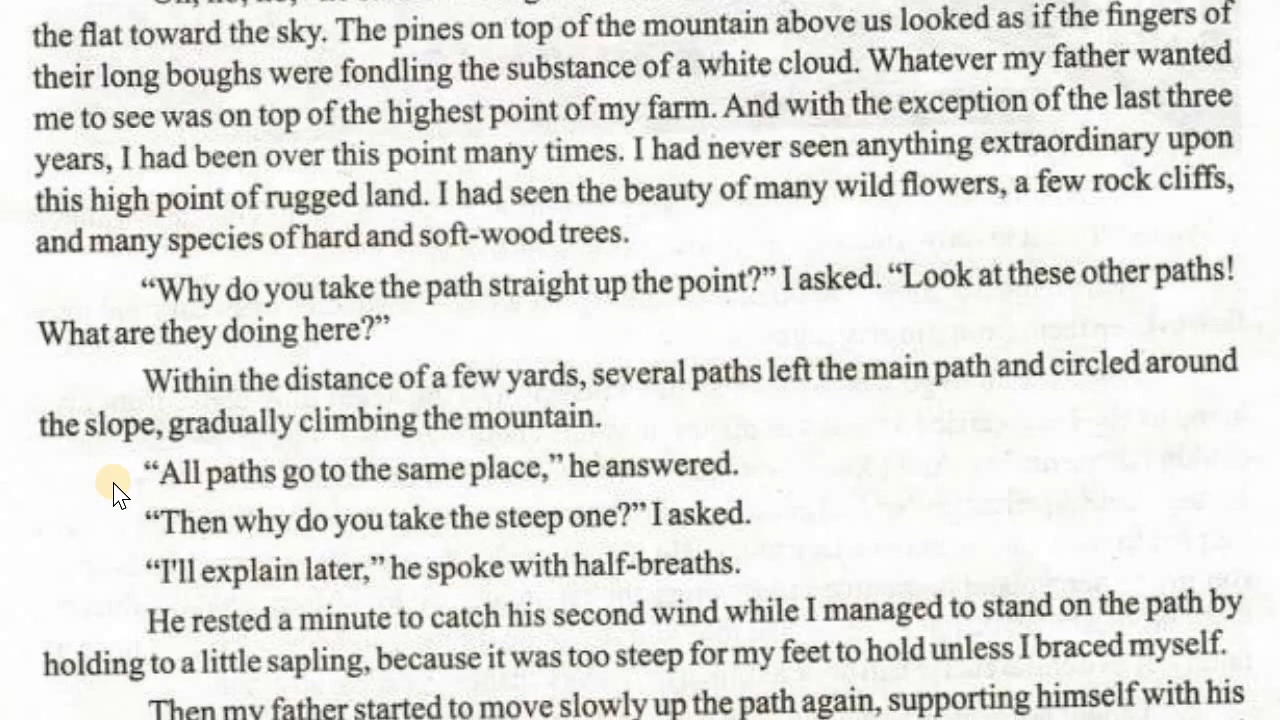 the flat toward the sky. The pines on top of the mountain above us looked as if the fingers of
their long boughs were fondling the substance of a white cloud. Whatever my father wanted
me to see was on top of the highest point of my farm. And with the exception of the last three
years, I had been over this point many times. I had never seen anything extraordinary upon
this high point of rugged land. I had seen the beauty of many wild flowers, a few rock cliffs,
and many species of hard and soft-wood trees.
“Why do you take the path straight up the point?” I asked. “Look at these other paths!
What are they doing here?”
Within the distance of a few yards, several paths left the main path and circled around
the slope, gradually climbing the mountain.
“All paths go to the same place,” he answered.
“Then why do you take the steep one?” I asked.
“I'll explain later,” he spoke with half-breaths.
He rested a minute to catch his second wind while I managed to stand on the path by
holding to a little sapling, because it was too steep for my feet to hold unless I braced myself.
Then my father started to move slowly up the path again, supporting himself with his